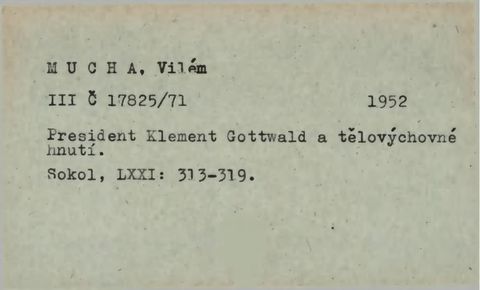 M U C H A, Vilém
III Č 17825/71 1952
President Klement Gottwald a tělovýchovné
hnutí.
Sokol, LXXI: 313-319.